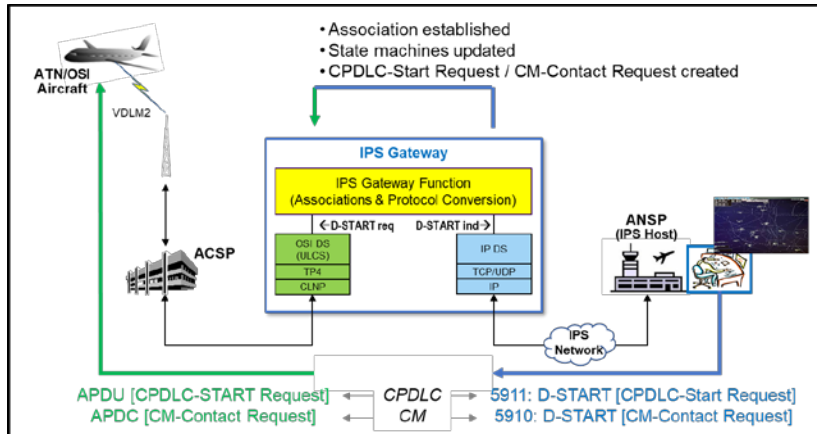 • Association established
• State machines updated
• CPDLC-Start Request / CM-Contact Request created
ATN/OSI
Aircraft
VDLM2
IPS Gateway
IPS Gateway Function
(Associations & Protocol Conversion)
←D-START req
D-START ind→
OSI DS
(ULCS)
TP4
CLNP
IP DS
TCP/UDP
IP
ACSP
ANSP
(IPS Host)
IPS
Network
APDU [CPDLC-START Request]
CPDLC
5911: D-START [CPDLC-Start Request]
APDC [CM-Contact Request]
CM
5910: D-START [CM-Contact Request]